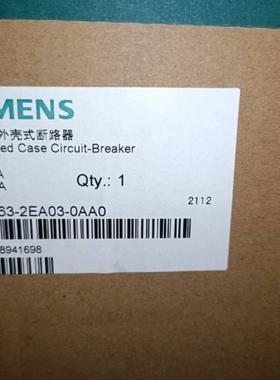 MENS
外壳式断路器
ed Case Circuit-Breaker
A
A
Qty.: 1
63-2EA03-0AA0
2112
8941698